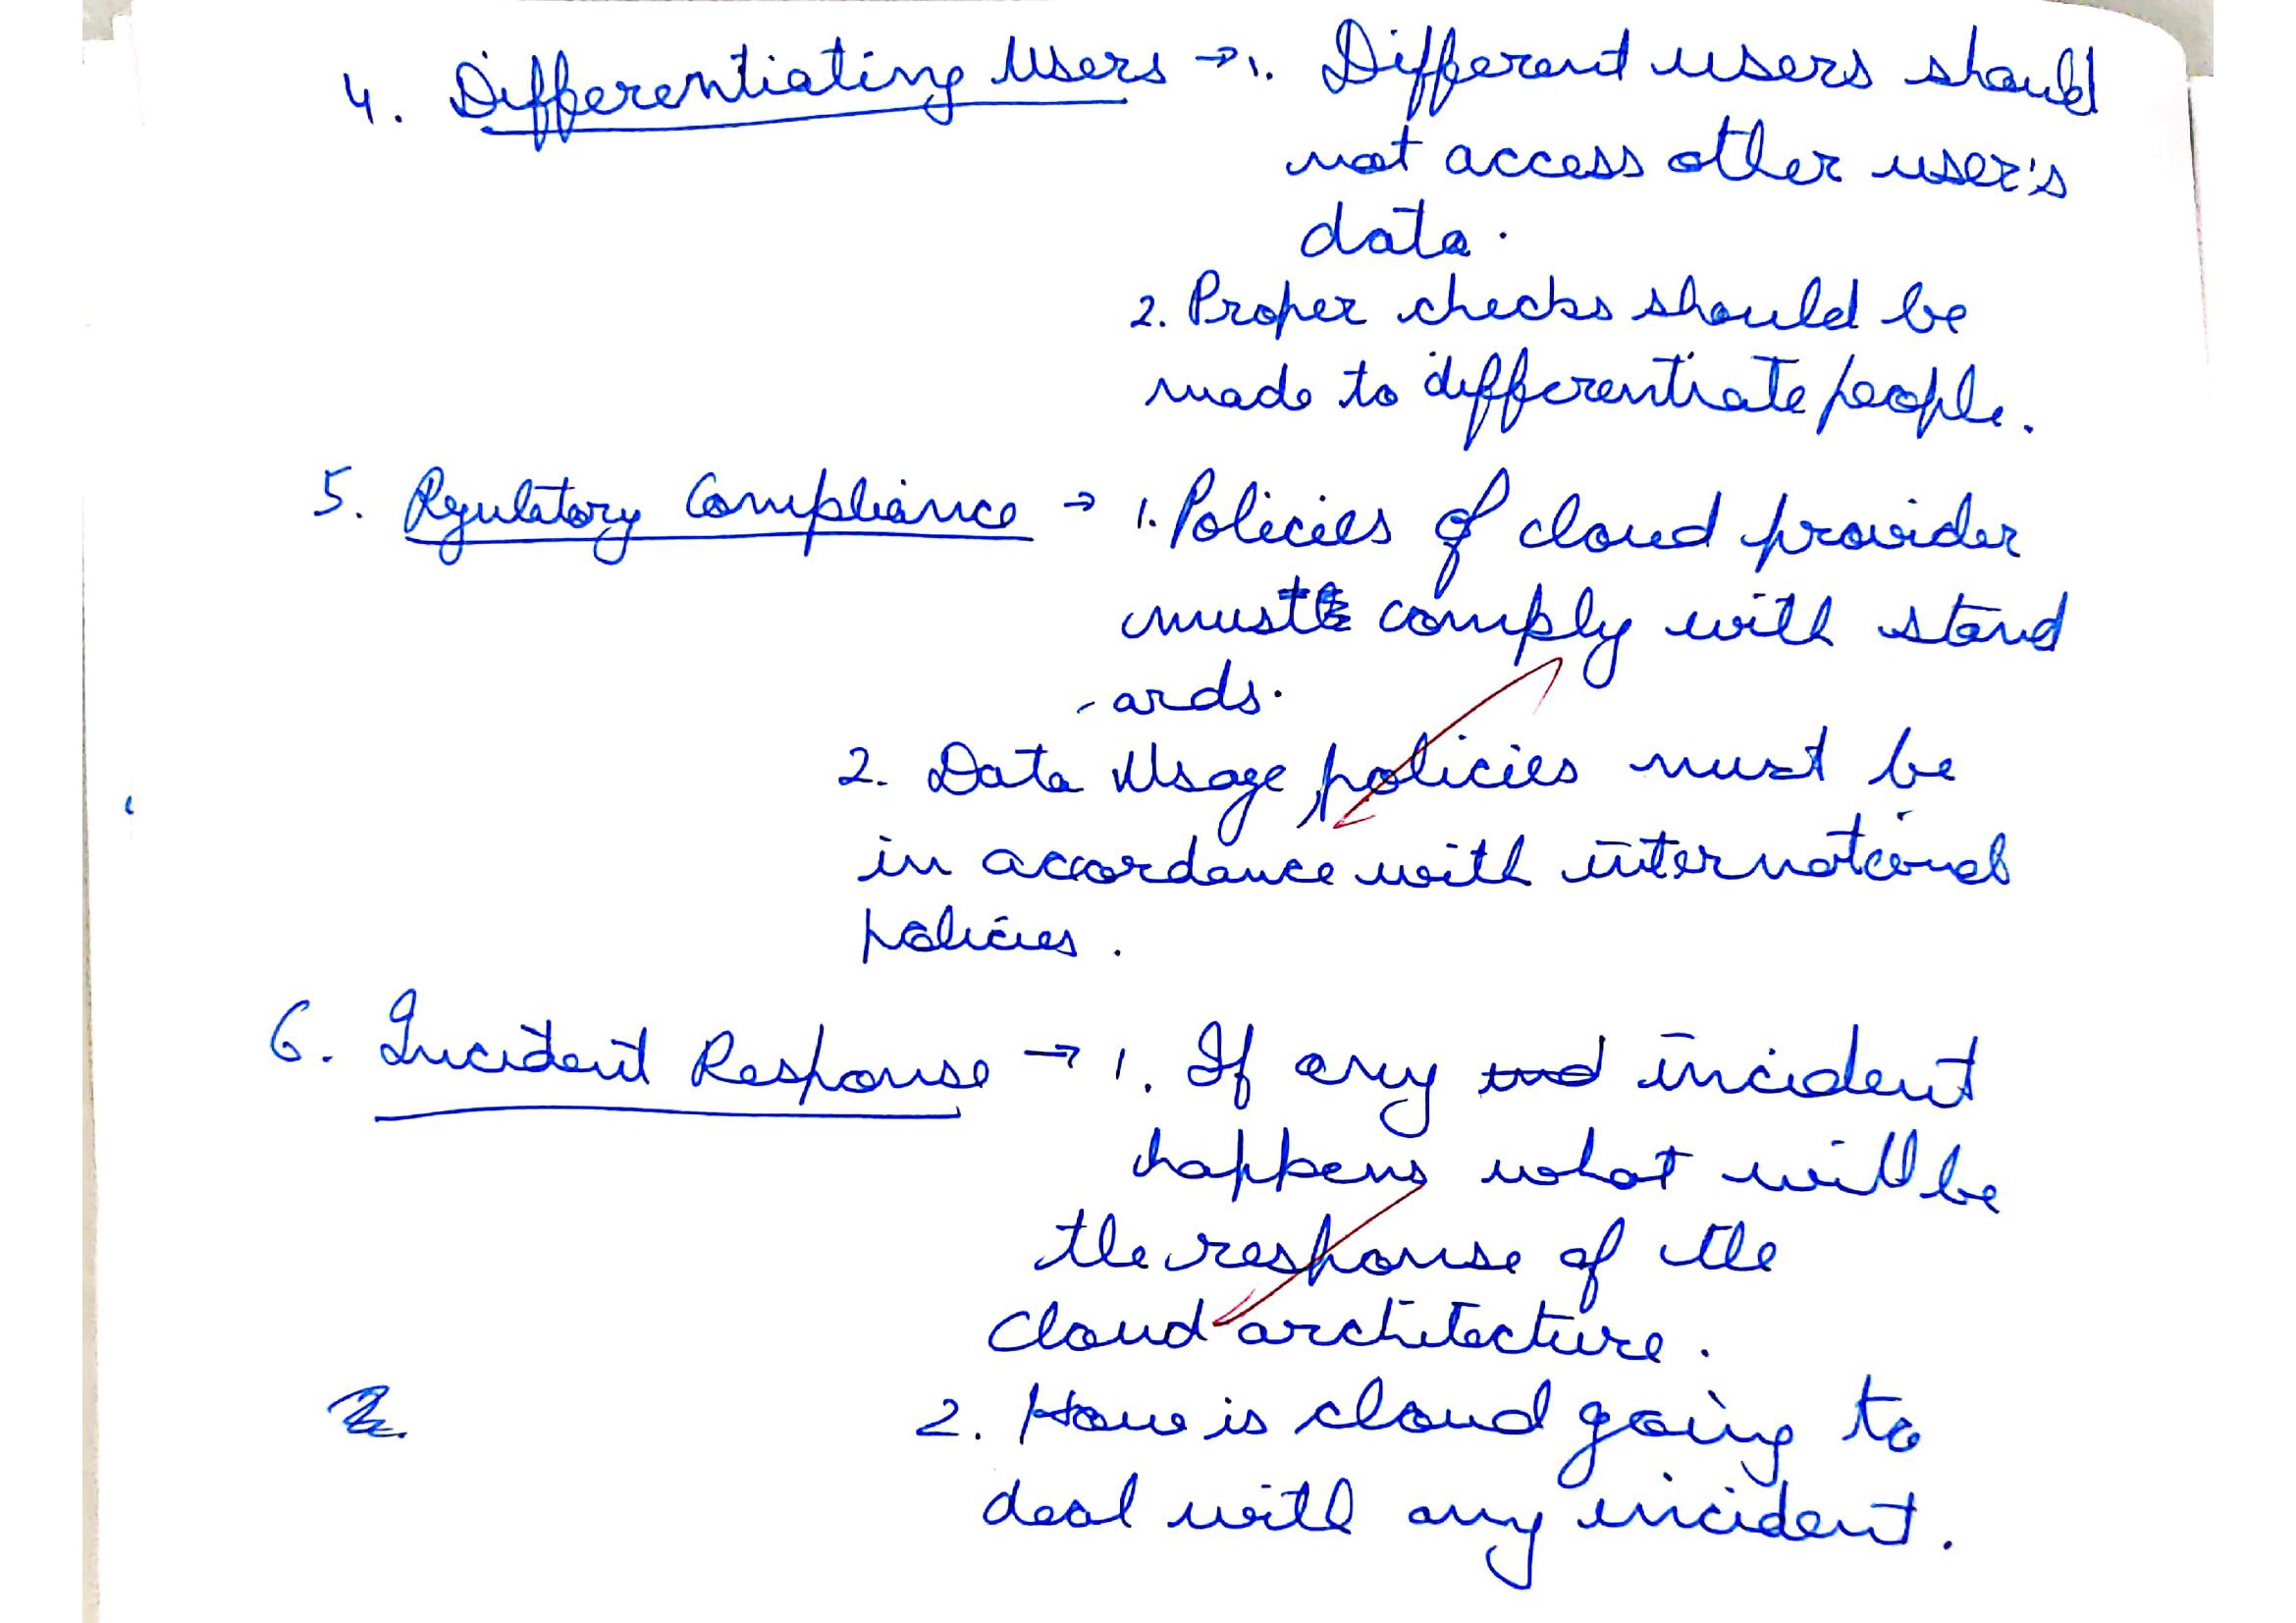 4. Differentiating Users → 1. Different users should
not access other user's
data.
2. Proper checks should be
made to differentiate people.
5. Regulatory Compliance → 1. Policies of cloud provider
must comply with stand
-ards.
2. Data Usage policies must be
in accordance with international
policies.
6. Incident Response → 1. If any incident
happens what will be
the response of the
cloud architecture.
2. How is cloud going to
deal with any incident.